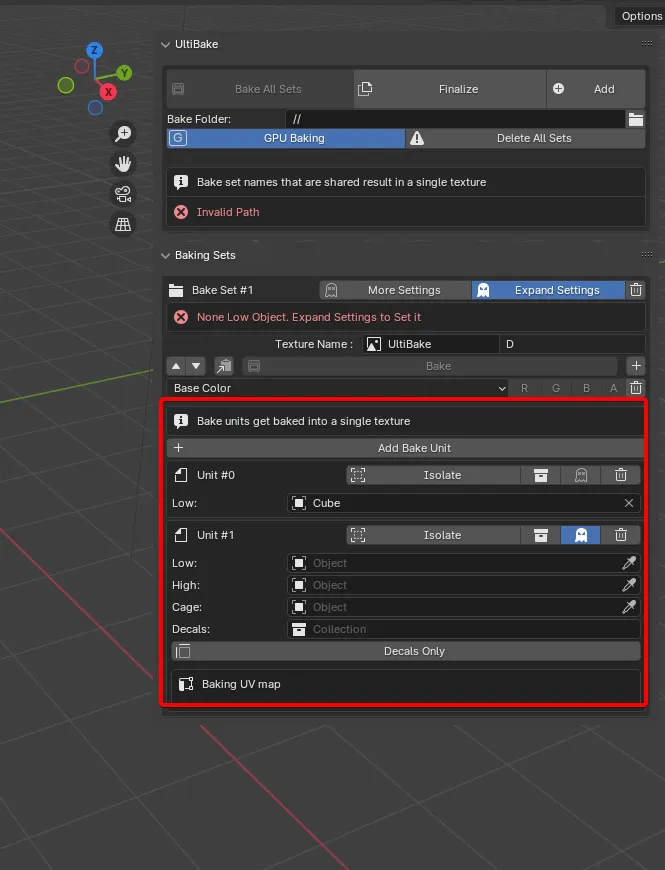 Options
Z
Y
X
UltiBake
Bake All Sets
Finalize
Add
Bake Folder:
//
G
GPU Baking
Delete All Sets
Bake set names that are shared result in a single texture
Invalid Path
Baking Sets
Bake Set #1
More Settings
Expand Settings
None Low Object. Expand Settings to Set it
Texture Name :
UltiBake
D
Bake
Base Color
R
G
B
A
Bake units get baked into a single texture
Add Bake Unit
Unit #0
Isolate
Low:
Cube
Unit #1
Isolate
Low:
Object
High:
Object
Cage:
Object
Decals:
Collection
Decals Only
Baking UV map